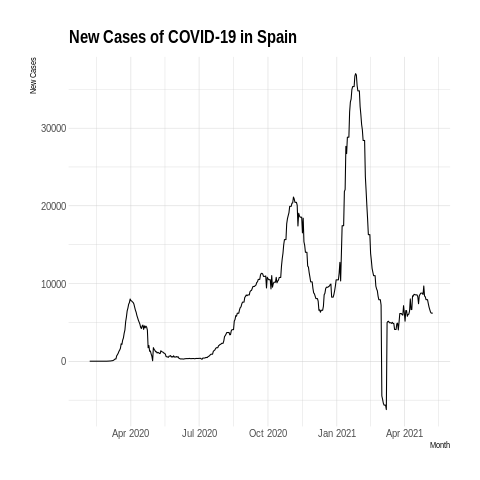 New Cases of COVID-19 in Spain
New Cases
30000
20000
10000
0
Apr 2020 Jul 2020 Oct 2020 Jan 2021 Apr 2021
Month